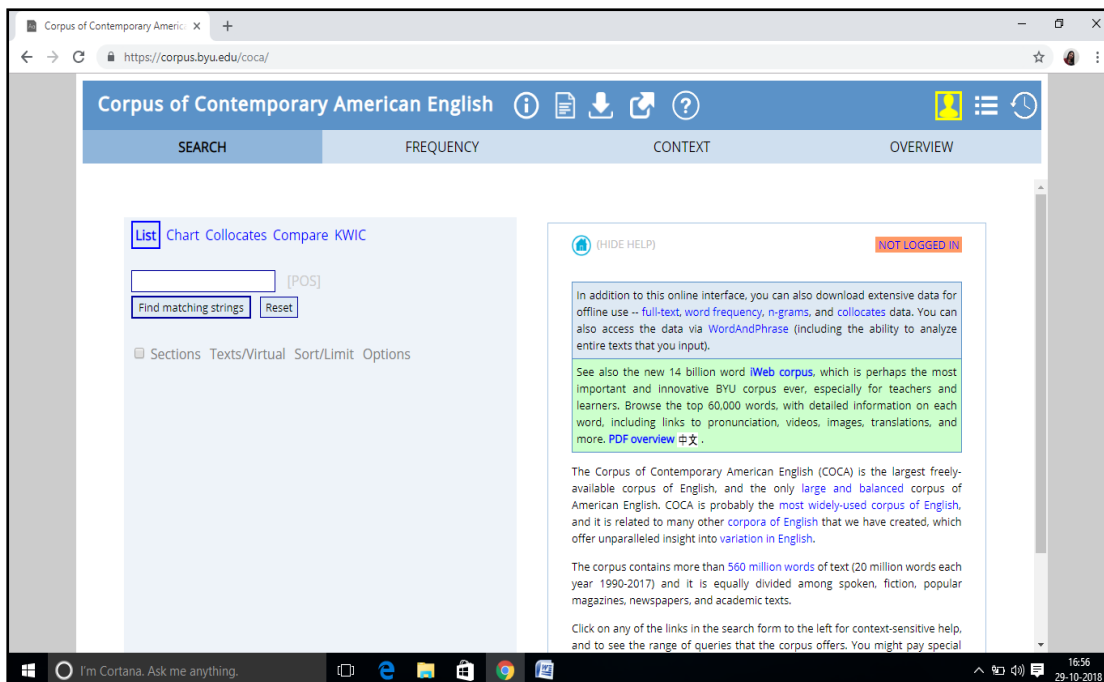 Corpus of Contemporary Americ
https://corpus.byu.edu/coca/
Corpus of Contemporary American English
SEARCH FREQUENCY CONTEXT OVERVIEW
List Chart Collocates Compare KWIC
[POS]
Find matching strings Reset
Sections Texts/Virtual Sort/Limit Options
(HIDE HELP) NOT LOGGED IN
In addition to this online interface, you can also download extensive data for
offline use -- full-text, word frequency, n-grams, and collocates data. You can
also access the data via WordAndPhrase (including the ability to analyze
entire texts that you input).
See also the new 14 billion word iWeb corpus, which is perhaps the most
important and innovative BYU corpus ever, especially for teachers and
learners. Browse the top 60,000 words, with detailed information on each
word, including links to pronunciation, videos, images, translations, and
more. PDF overview 中文 .
The Corpus of Contemporary American English (COCA) is the largest freely-
available corpus of English, and the only large and balanced corpus of
American English. COCA is probably the most widely-used corpus of English,
and it is related to many other corpora of English that we have created, which
offer unparalleled insight into variation in English.
The corpus contains more than 560 million words of text (20 million words each
year 1990-2017) and it is equally divided among spoken, fiction, popular
magazines, newspapers, and academic texts.
Click on any of the links in the search form to the left for context-sensitive help,
and to see the range of queries that the corpus offers. You might pay special
I'm Cortana. Ask me anything.
16:56
29-10-2018